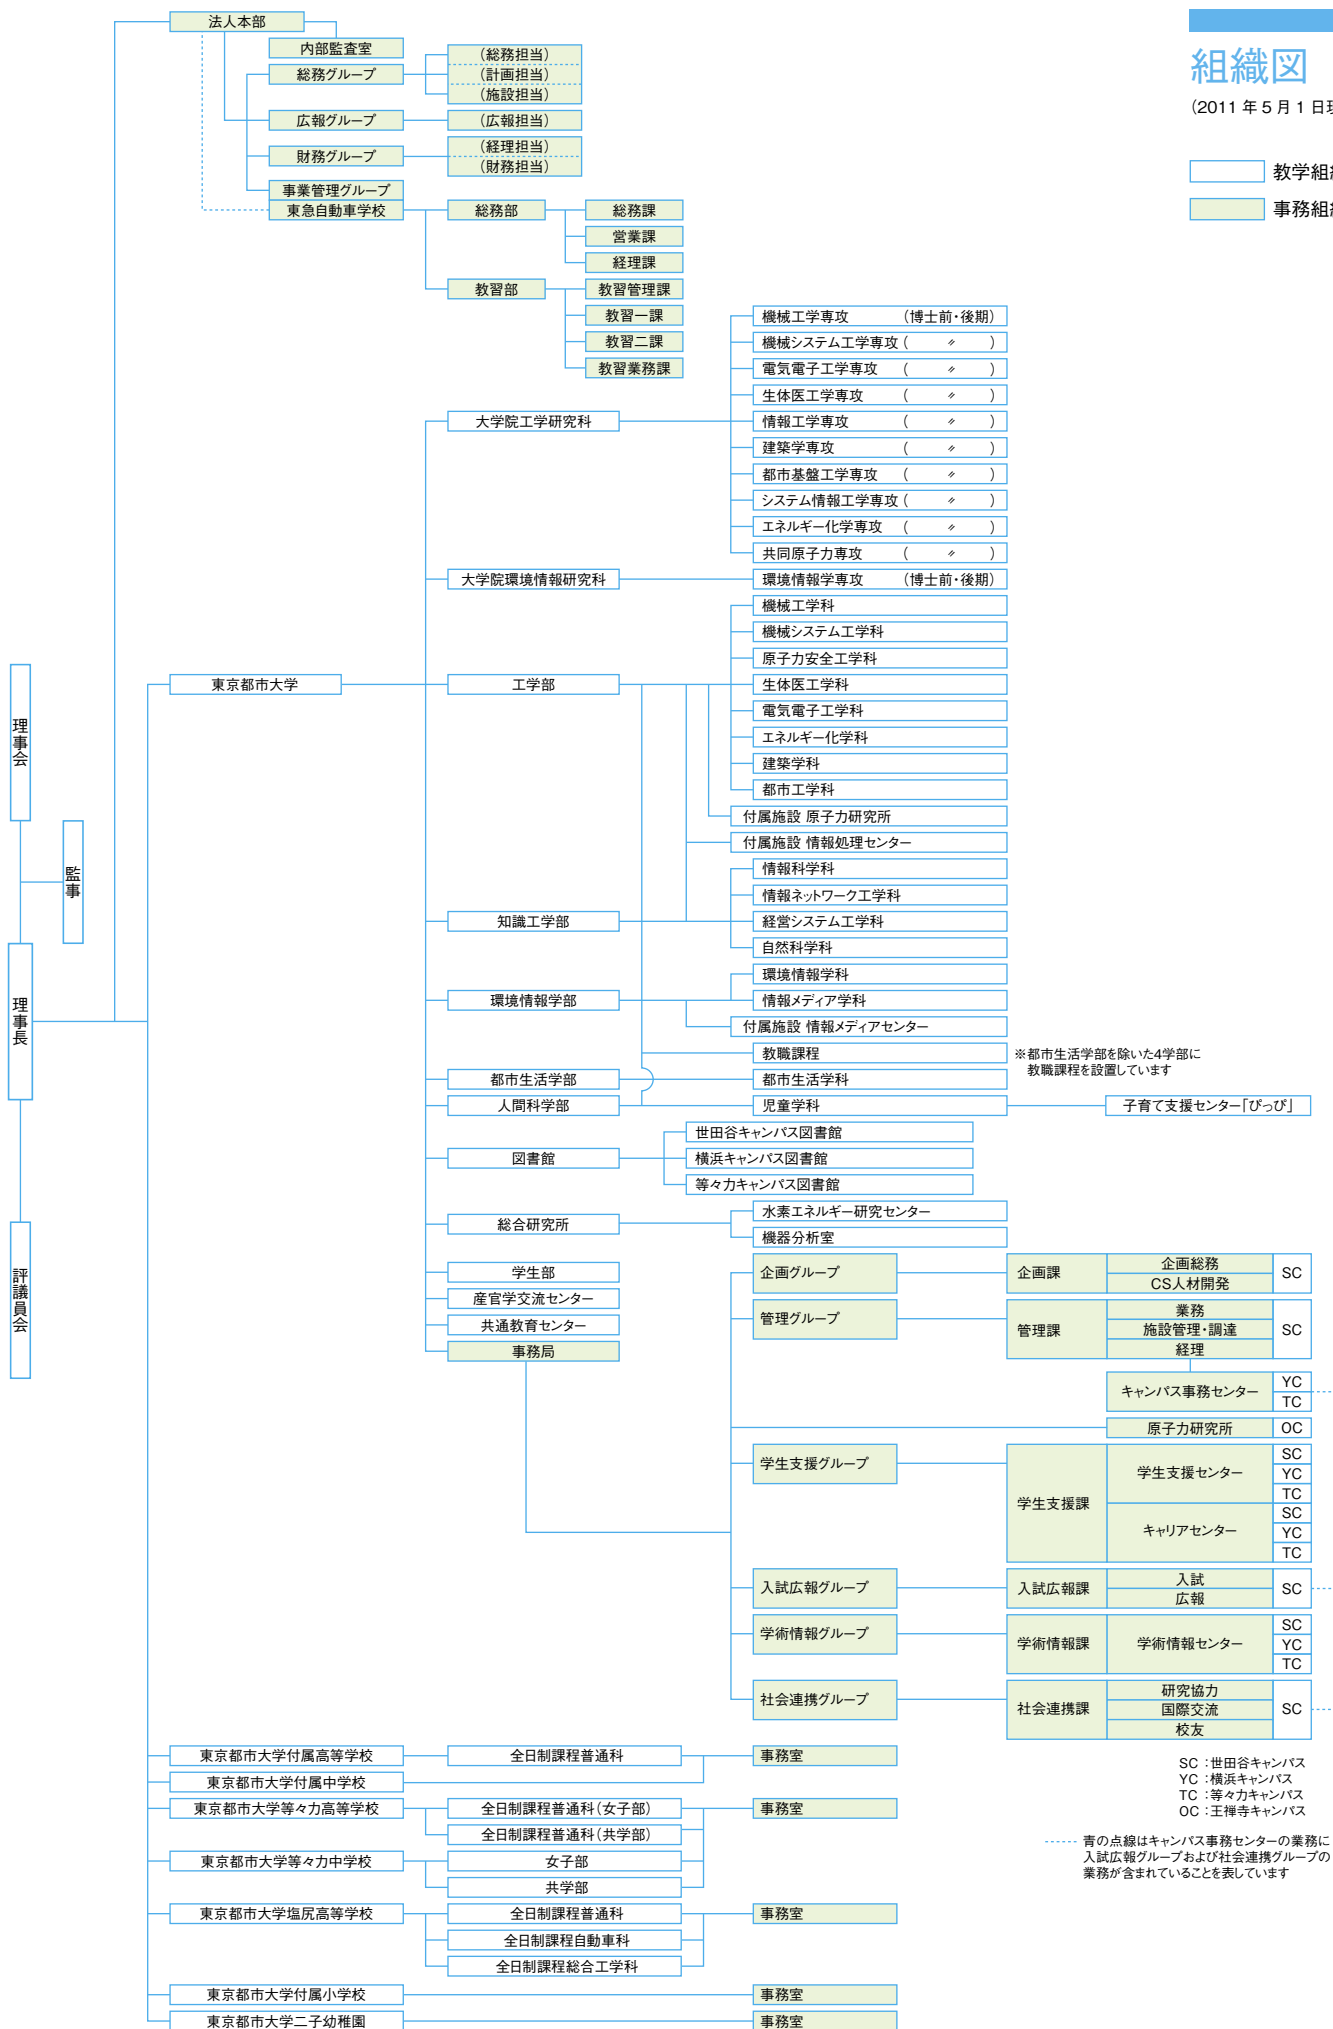 組織図
(2011年5月1日現
教学組織
事務組織
法人本部
内部監査室
総務グループ
(総務担当)
(計画担当)
(施設担当)
広報グループ
(広報担当)
財務グループ
(経理担当)
(財務担当)
事業管理グループ
東急自動車学校
総務部
総務課
営業課
経理課
教習部
教習管理課
教習一課
教習二課
教習業務課
大学院工学研究科
機械工学専攻 (博士前・後期)
機械システム工学専攻 ( 〃 )
電気電子工学専攻 ( 〃 )
生体医工学専攻 ( 〃 )
情報工学専攻 ( 〃 )
建築学専攻 ( 〃 )
都市基盤工学専攻 ( 〃 )
システム情報工学専攻 ( 〃 )
エネルギー化学専攻 ( 〃 )
共同原子力専攻 ( 〃 )
大学院環境情報研究科
環境情報学専攻 (博士前・後期)
理事会
監事
理事長
評議員会
東京都市大学
工学部
機械工学科
機械システム工学科
原子力安全工学科
生体医工学科
電気電子工学科
エネルギー化学科
建築学科
都市工学科
付属施設 原子力研究所
付属施設 情報処理センター
知識工学部
情報科学科
情報ネットワーク工学科
経営システム工学科
自然科学科
環境情報学部
環境情報学科
情報メディア学科
付属施設 情報メディアセンター
教職課程
※都市生活学部を除いた4学部に
教職課程を設置しています
都市生活学部
都市生活学科
人間科学部
児童学科
子育て支援センター「ぴっぴ」
図書館
世田谷キャンパス図書館
横浜キャンパス図書館
等々力キャンパス図書館
総合研究所
水素エネルギー研究センター
機器分析室
学生部
産官学交流センター
共通教育センター
事務局
企画グループ
企画課
企画総務
CS人材開発
SC
管理グループ
管理課
業務
施設管理・調達
経理
SC
キャンパス事務センター
YC
TC
原子力研究所
OC
学生支援グループ
学生支援課
学生支援センター
SC
YC
TC
キャリアセンター
SC
YC
TC
入試広報グループ
入試広報課
入試
広報
SC
学術情報グループ
学術情報課
学術情報センター
SC
YC
TC
社会連携グループ
社会連携課
研究協力
国際交流
校友
SC
東京都市大学付属高等学校
全日制課程普通科
事務室
東京都市大学付属中学校
東京都市大学等々力高等学校
全日制課程普通科(女子部)
事務室
全日制課程普通科(共学部)
東京都市大学等々力中学校
女子部
共学部
東京都市大学塩尻高等学校
全日制課程普通科
事務室
全日制課程自動車科
全日制課程総合工学科
東京都市大学付属小学校
事務室
東京都市大学二子幼稚園
事務室
SC:世田谷キャンパス
YC:横浜キャンパス
TC:等々力キャンパス
OC:王禅寺キャンパス
青の点線はキャンパス事務センターの業務に
入試広報グループおよび社会連携グループの
業務が含まれていることを表しています